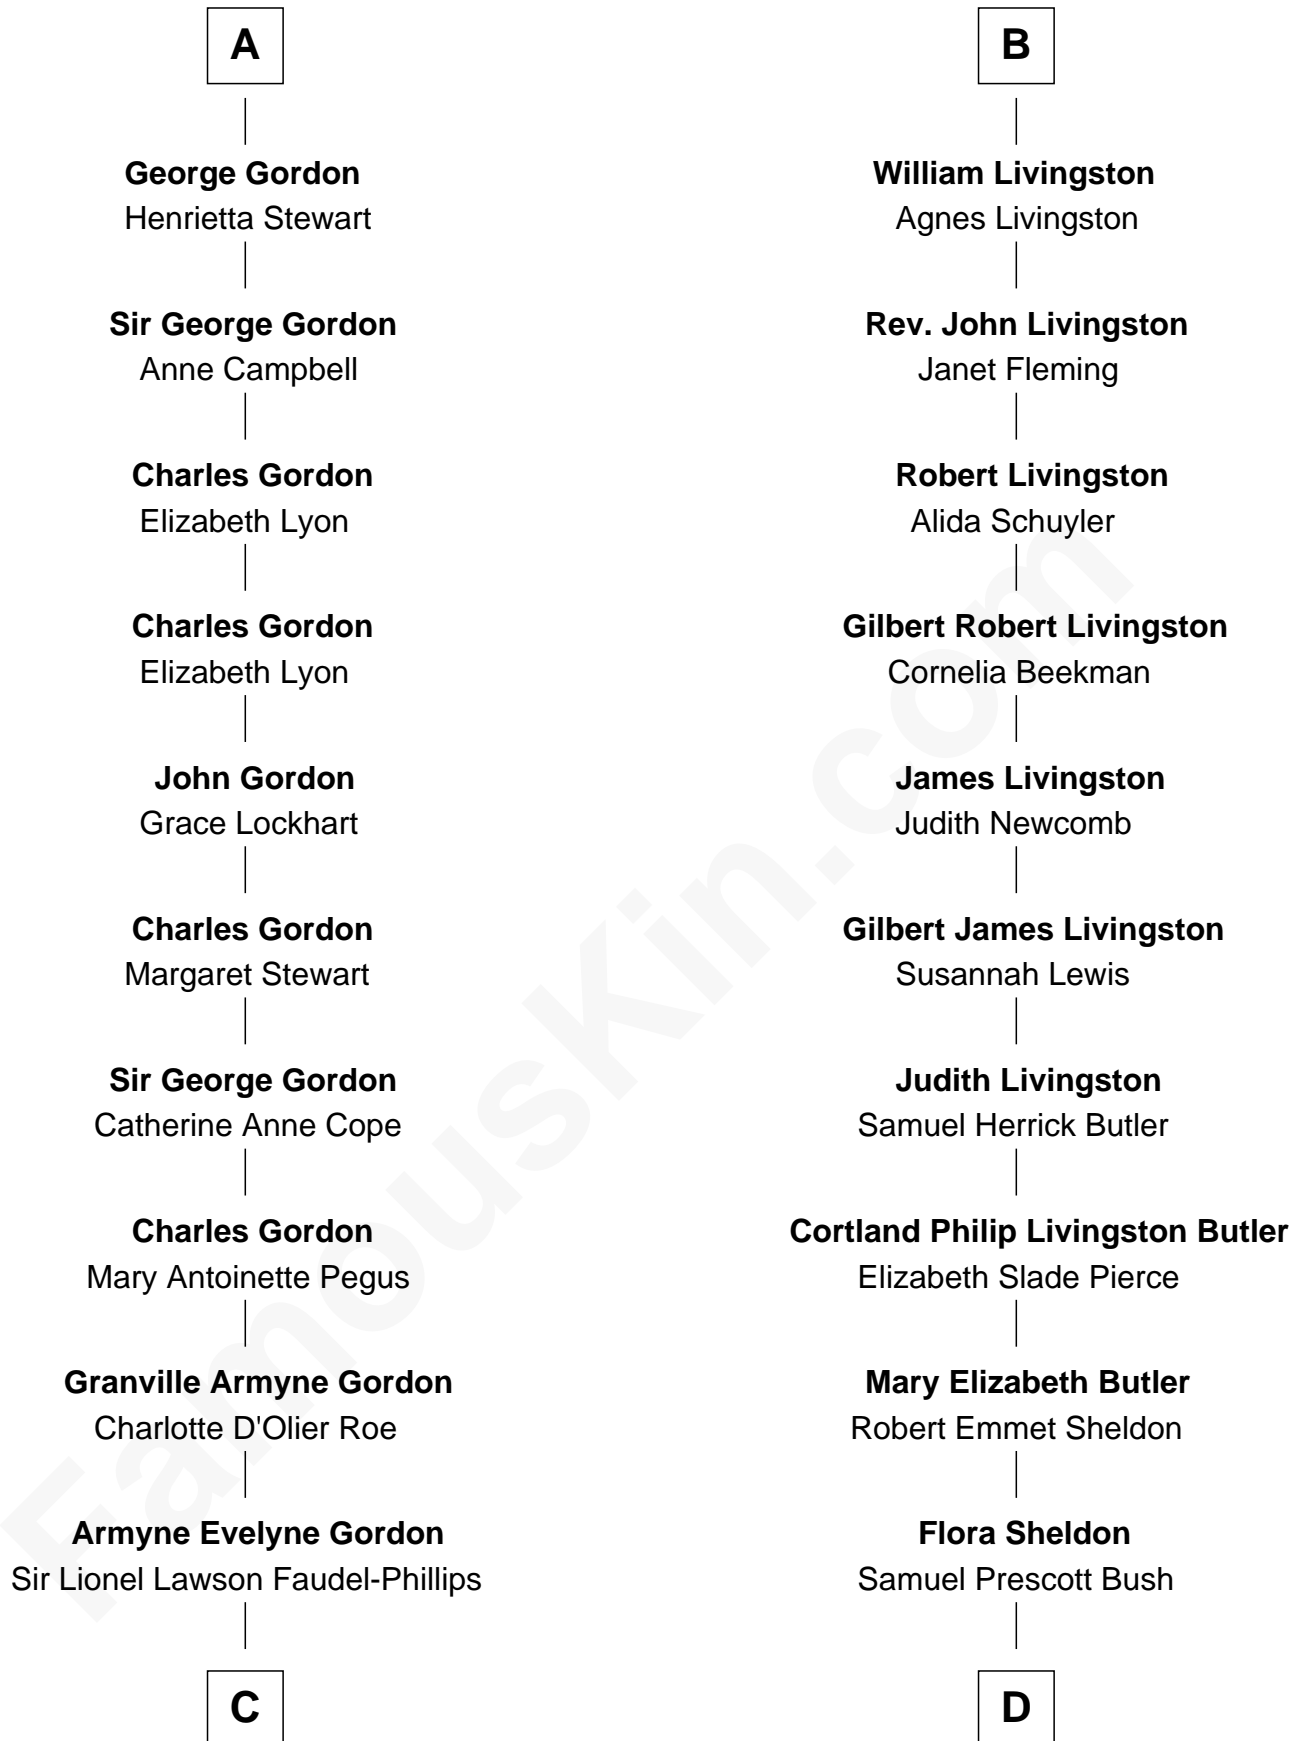 A
George Gordon
Henrietta Stewart
Sir George Gordon
Anne Campbell
Charles Gordon
Elizabeth Lyon
Charles Gordon
Elizabeth Lyon
John Gordon
Grace Lockhart
Charles Gordon
Margaret Stewart
Sir George Gordon
Catherine Anne Cope
Charles Gordon
Mary Antoinette Pegus
Granville Armyne Gordon
Charlotte D'Olier Roe
Armyne Evelyne Gordon
Sir Lionel Lawson Faudel-Phillips
C
B
William Livingston
Agnes Livingston
Rev. John Livingston
Janet Fleming
Robert Livingston
Alida Schuyler
Gilbert Robert Livingston
Cornelia Beekman
James Livingston
Judith Newcomb
Gilbert James Livingston
Susannah Lewis
Judith Livingston
Samuel Herrick Butler
Cortland Philip Livingston Butler
Elizabeth Slade Pierce
Mary Elizabeth Butler
Robert Emmet Sheldon
Flora Sheldon
Samuel Prescott Bush
D
FamousKin.com